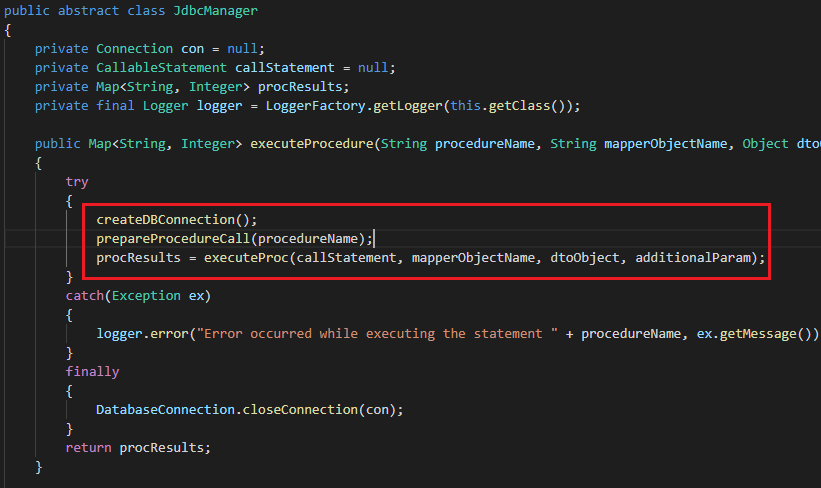 public abstract class JdbcManager
{
private Connection con = null;
private CallableStatement callStatement = null;
private Map<String, Integer> procResults;
private final Logger logger = LoggerFactory.getLogger(this.getClass());
public Map<String, Integer> executeProcedure(String procedureName, String mapperObjectName, Object dtoO
{
try
{
createDBConnection();
prepareProcedureCall(procedureName);
procResults = executeProc(callStatement, mapperObjectName, dtoObject, additionalParam);
}
catch(Exception ex)
{
logger.error("Error occurred while executing the statement " + procedureName, ex.getMessage())
}
finally
{
DatabaseConnection.closeConnection(con);
}
return procResults;
}